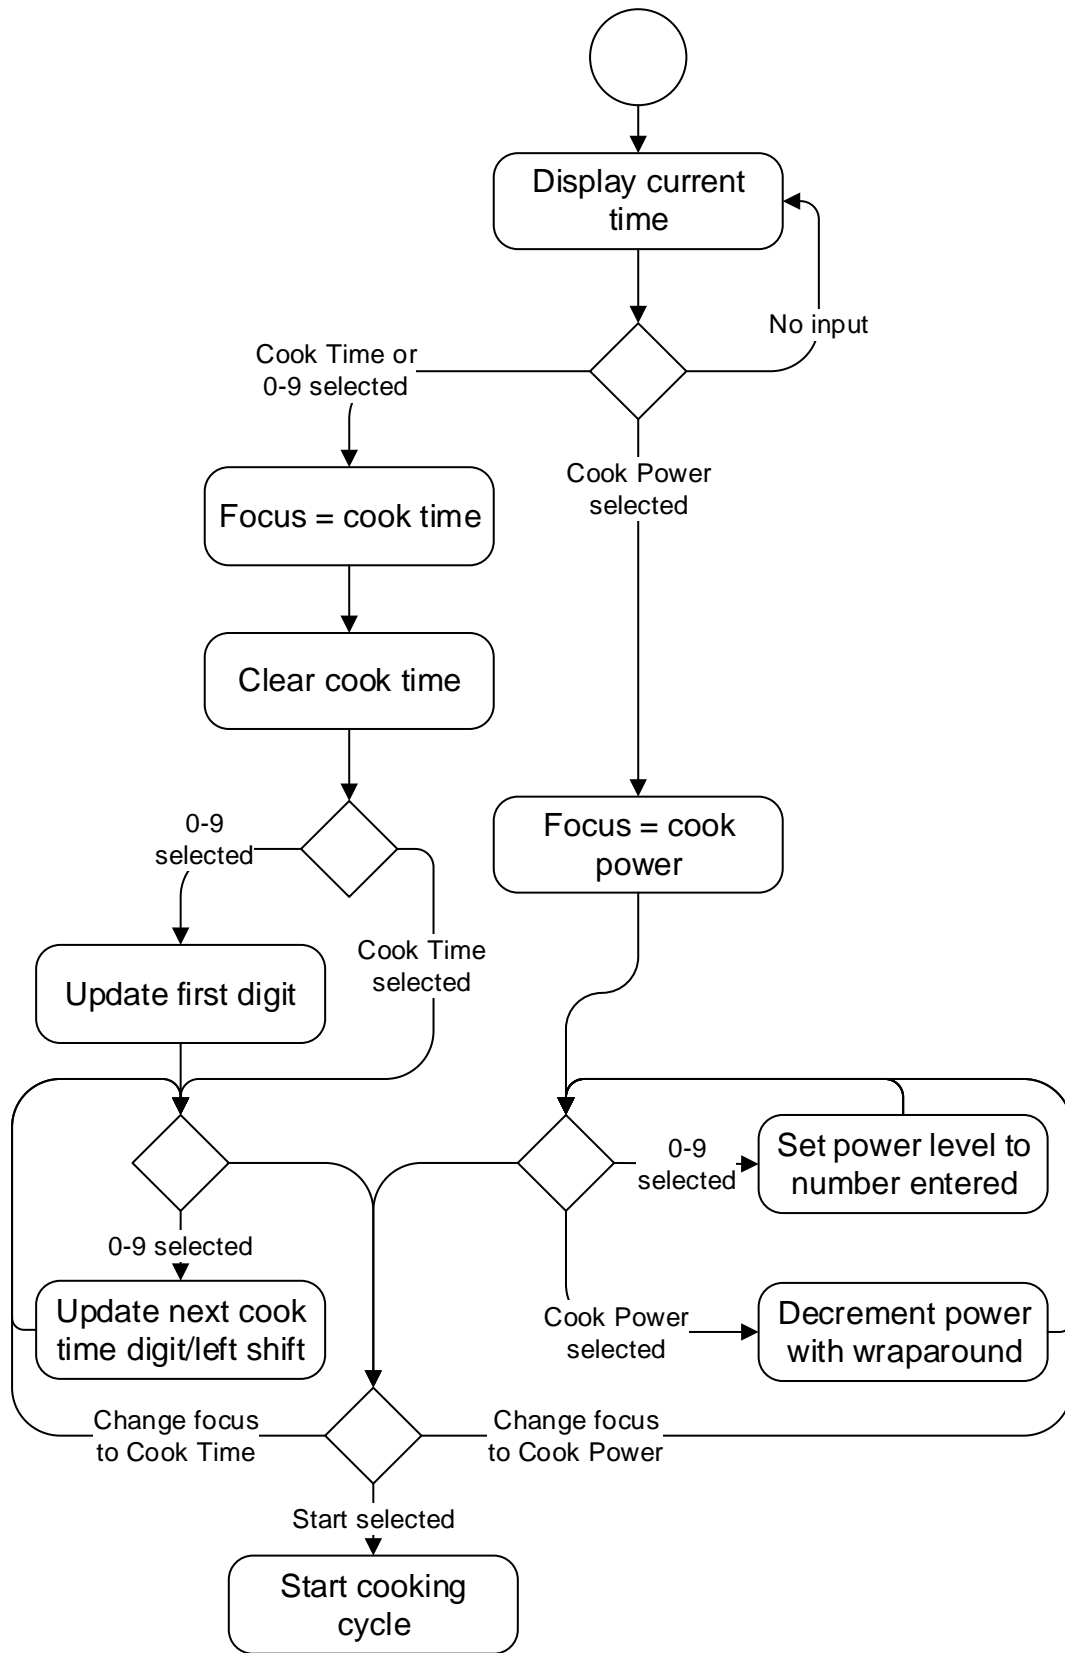 Display current
time
No input
Cook Time or
0-9 selected
Cook Power
selected
Focus = cook time
Clear cook time
0-9
selected
Focus = cook
power
Cook Time
selected
Update first digit
0-9
selected
Set power level to
number entered
0-9 selected
Update next cook
time digit/left shift
Cook Power
selected
Decrement power
with wraparound
Change focus
to Cook Time
Change focus
to Cook Power
Start selected
Start cooking
cycle